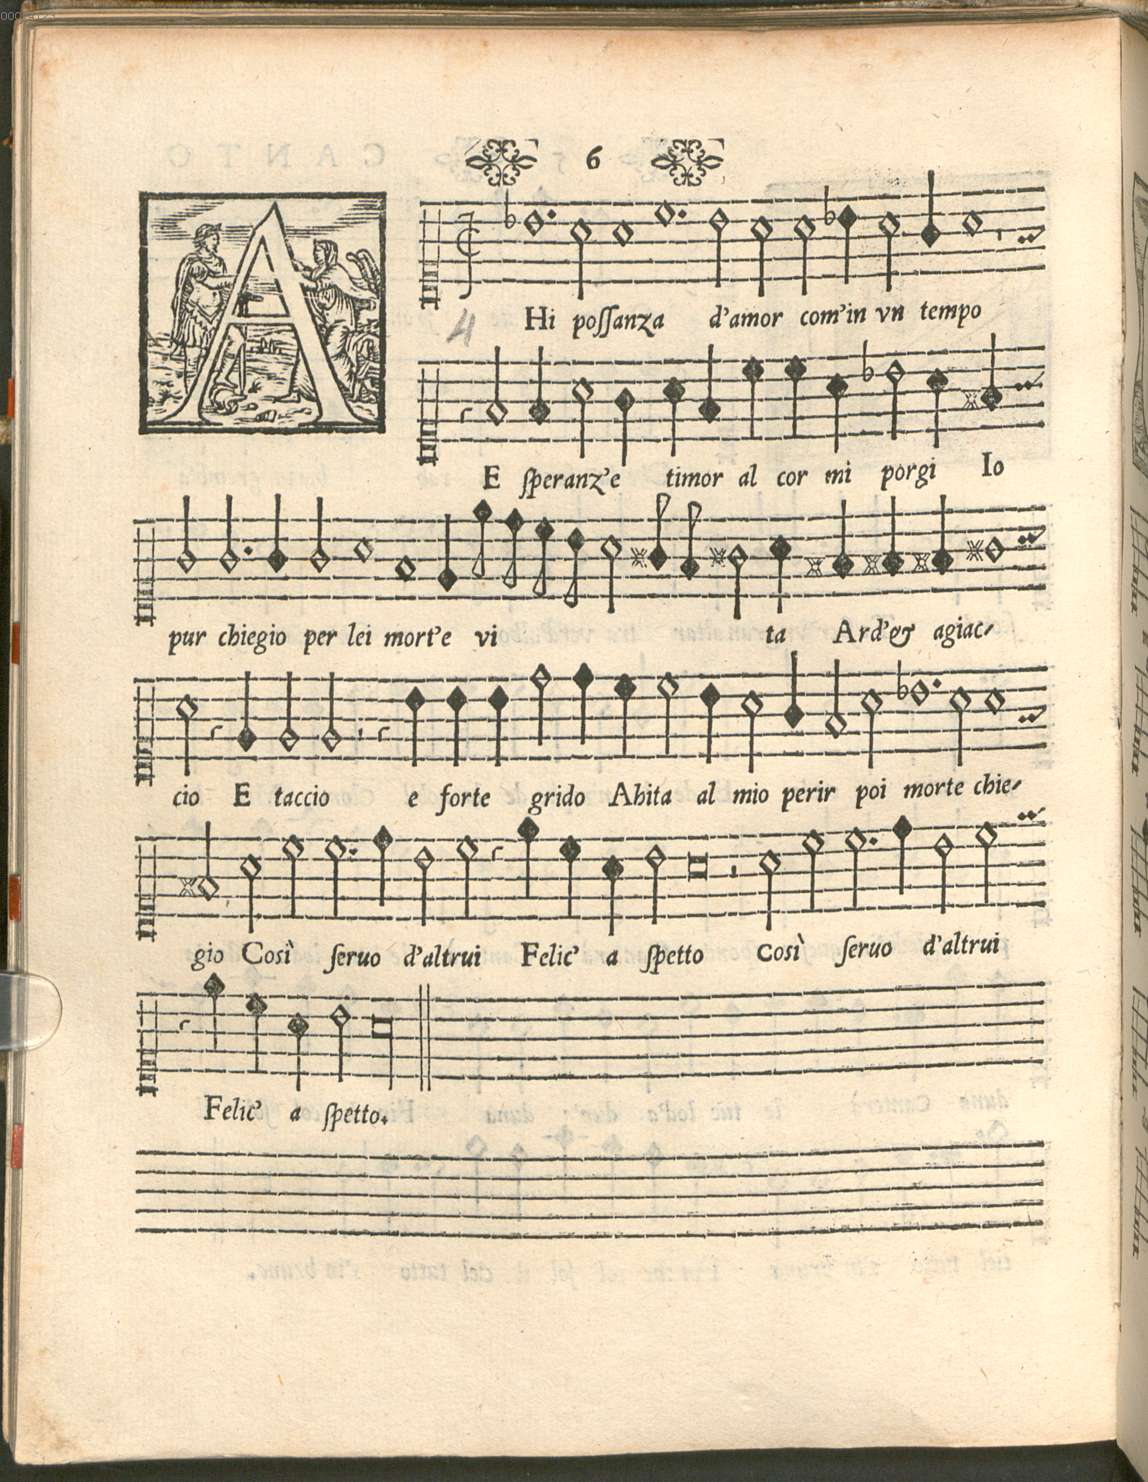 6
A
Hi possanza d'amor com'in vn tempo
4
E speranz'e timor al cor mi porgi Io
pur chiegio per lei mort'e vi ta Ard'& agiac-
cio E taccio e forte grido Ahita al mio perir poi morte chie-
gio Così seruo d'altrui Felic' a spetto Così seruo d'altrui
Felic' a spetto.